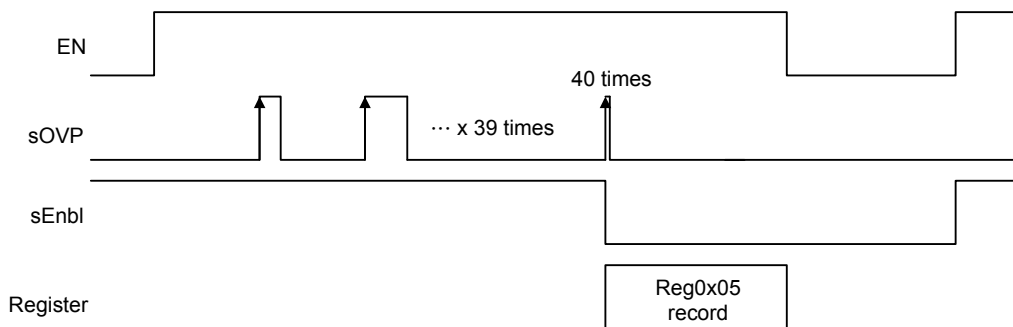 EN
40 times
sOVP
··· x 39 times
sEnbl
Register
Reg0x05
record